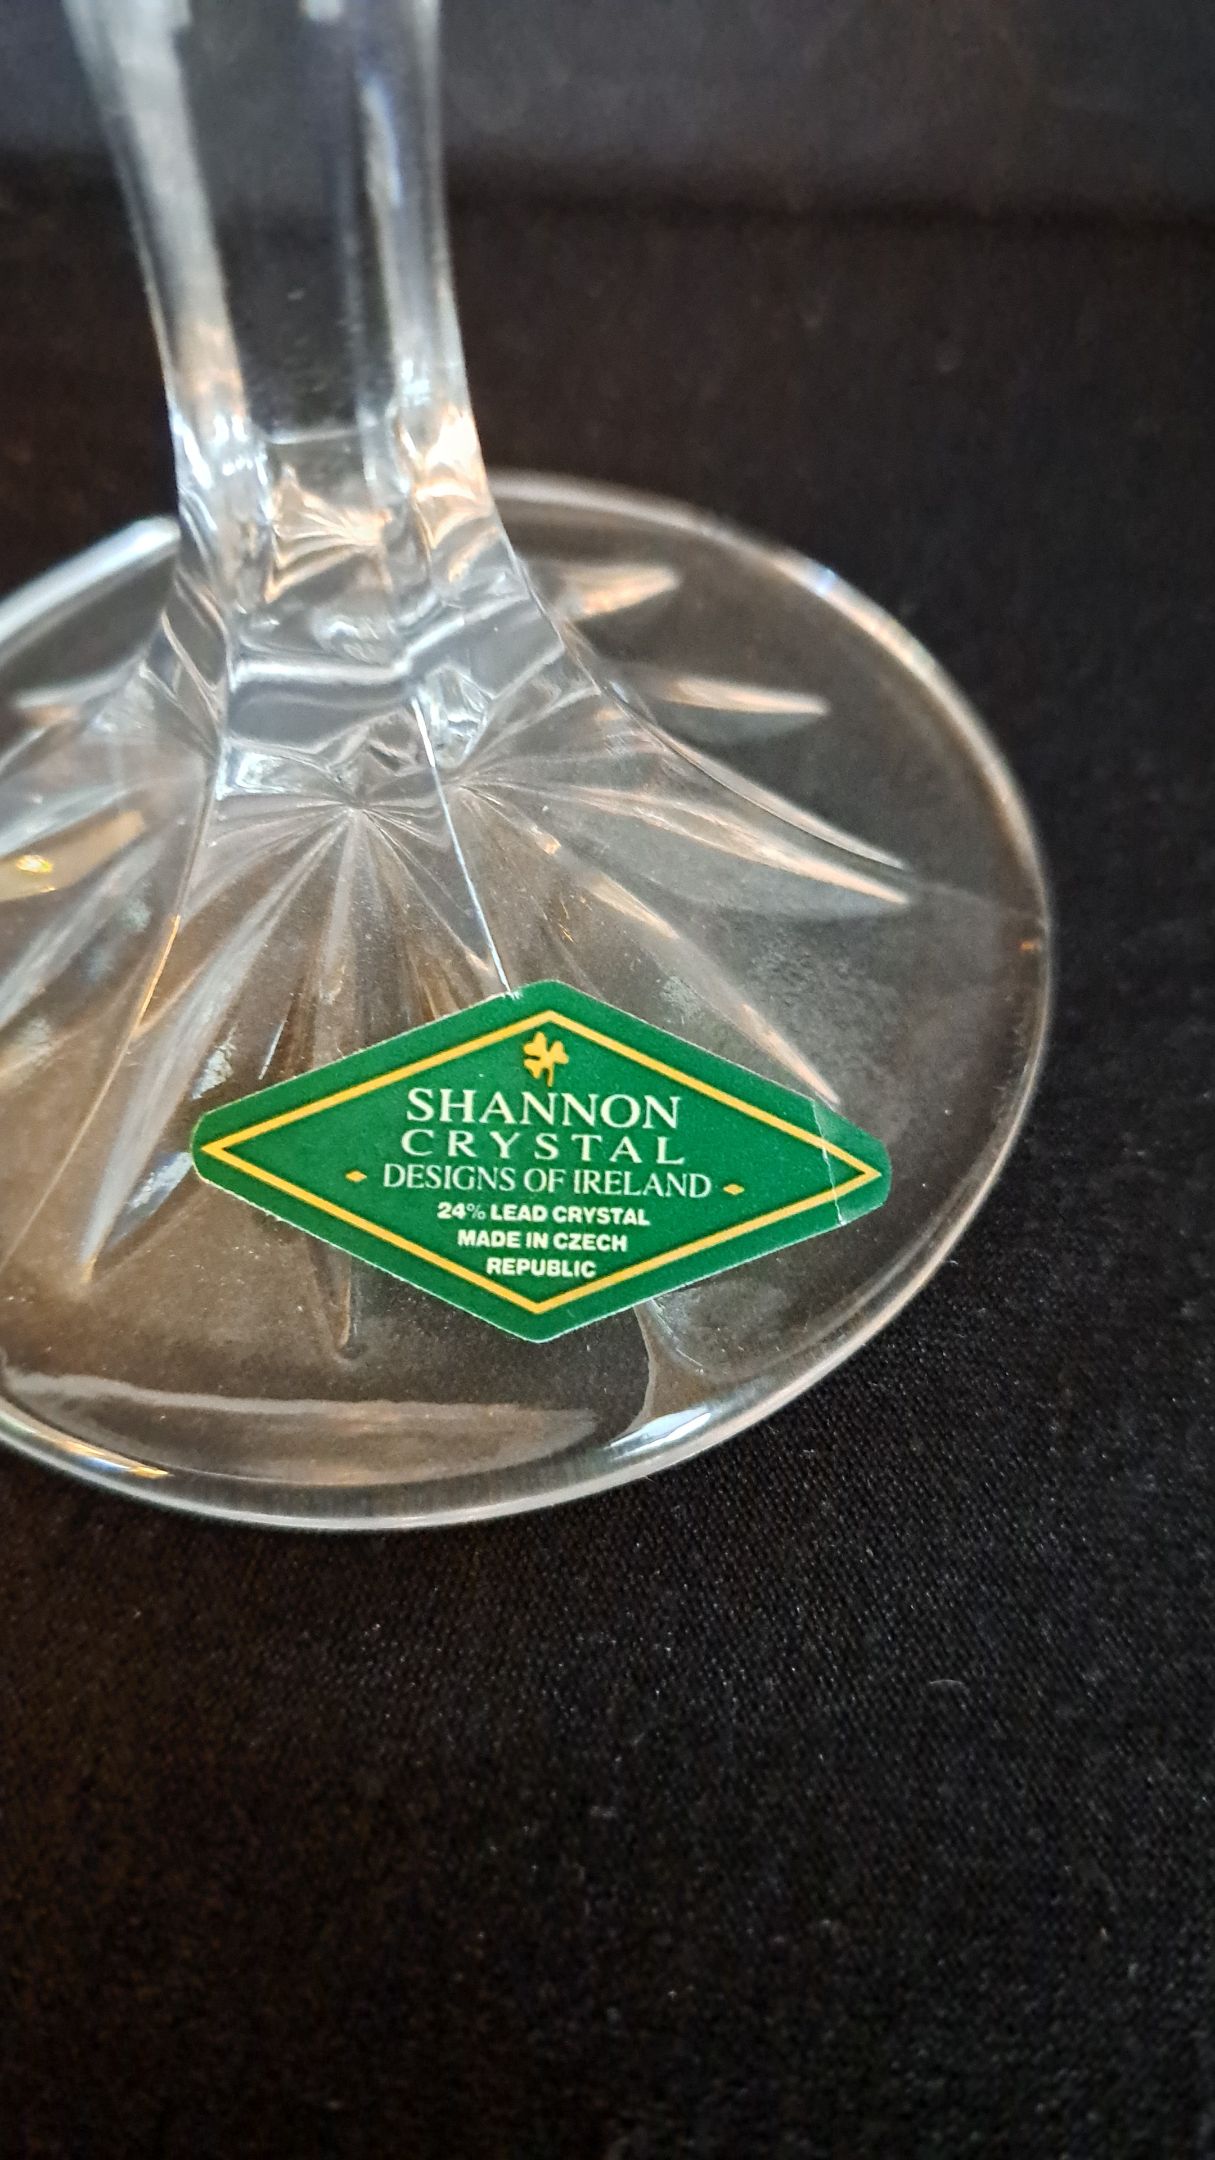 SHANNON
CRYSTAL
DESIGNS OF IRELAND
24% LEAD CRYSTAL
MADE IN CZECH
REPUBLIC